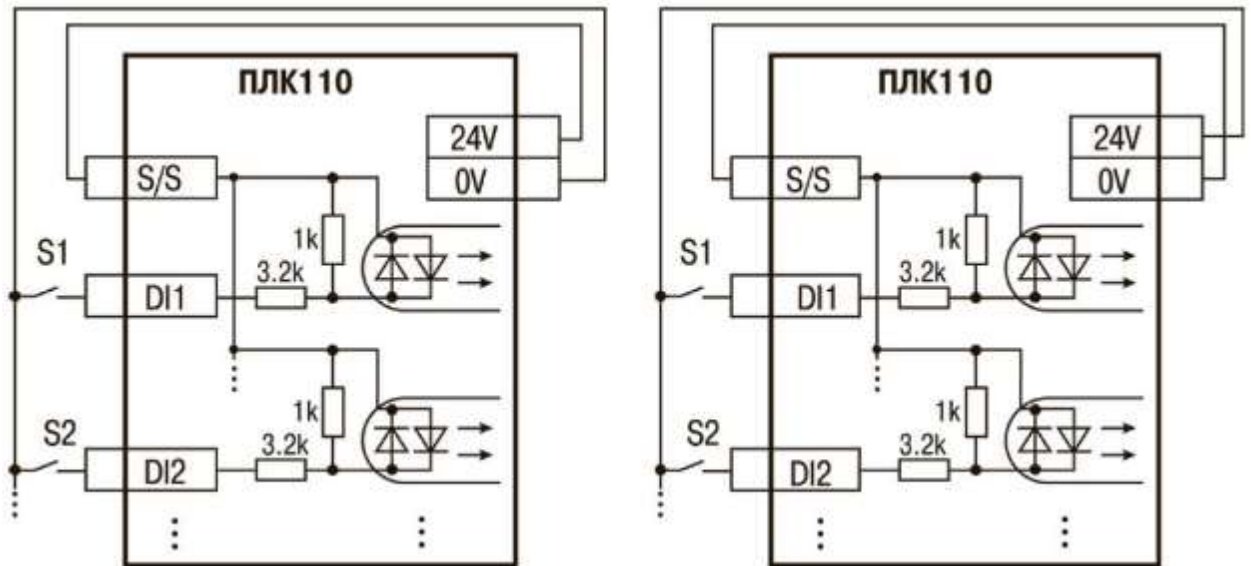 ПЛК110
24V
0V
S/S
1k
S1
3.2k
DI1
1k
S2
3.2k
DI2
ПЛК110
24V
0V
S/S
1k
S1
3.2k
DI1
1k
S2
3.2k
DI2